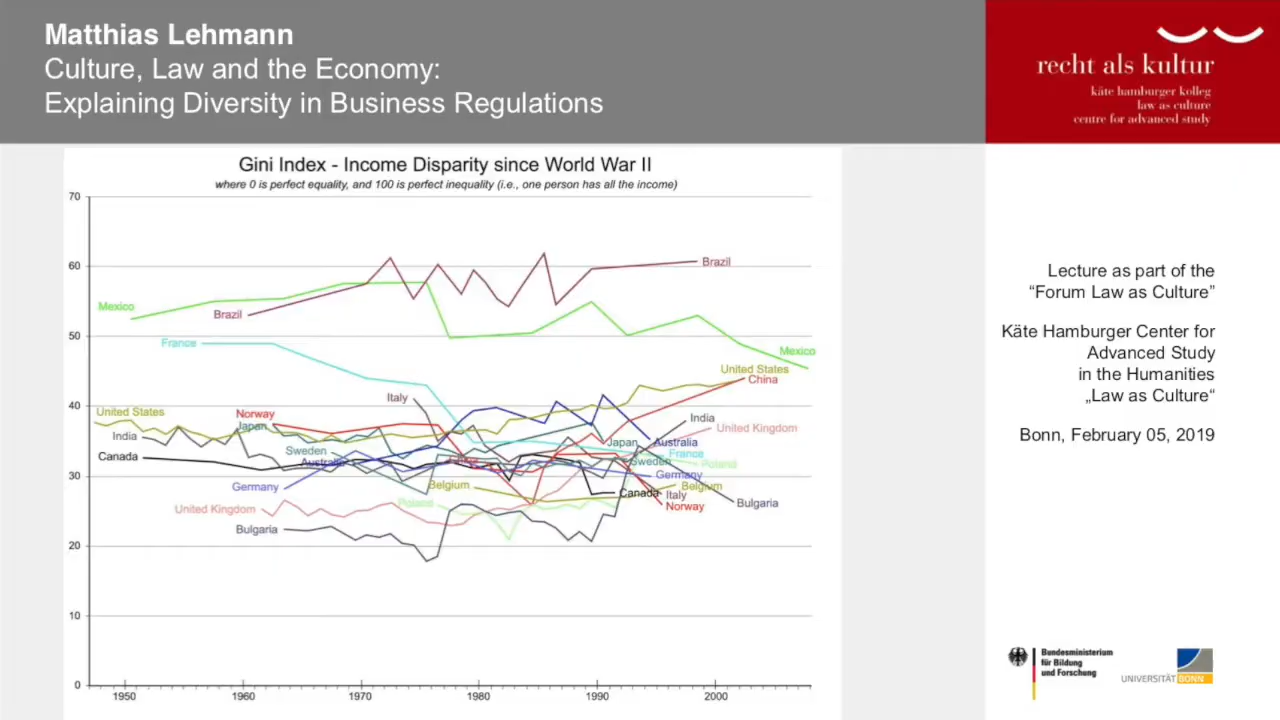 Matthias Lehmann
Culture, Law and the Economy:
Explaining Diversity in Business Regulations
recht als kultur
käte hamburger kolleg
law as culture
centre for advanced study
Gini Index - Income Disparity since World War II
where 0 is perfect equality, and 100 is perfect inequality (i.e., one person has all the income)
70
60
50
40
30
20
10
0
1950
1960
1970
1980
1990
2000
Brazil
Mexico
Brazil
France
Mexico
United States
China
Italy
United States
Norway
Japan
India
India
United Kingdom
Canada
Sweden
Australia
Japan
Australia
France
Sweden
Poland
Germany
Germany
Belgium
Belgium
Canada
Italy
Norway
Bulgaria
United Kingdom
Poland
Bulgaria
Lecture as part of the
“Forum Law as Culture”
Käte Hamburger Center for
Advanced Study
in the Humanities
„Law as Culture“
Bonn, February 05, 2019
Bundesministerium
für Bildung
und Forschung
UNIVERSITÄT BONN